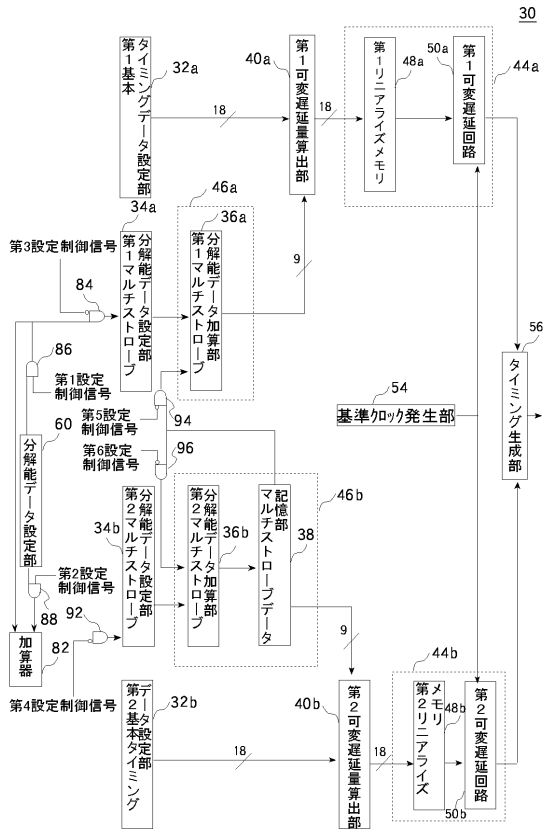 30
第1基本
タイミングデータ設定部
32a
18
40a
第1可変遅延量算出部
18
第1リニアライズメモリ
48a
50a
第1可変遅延回路
44a
46a
34a
第1マルチストローブ
分解能データ設定部
36a
第1マルチストローブ
分解能データ加算部
9
第3設定制御信号
84
86
第1設定
制御信号
第5設定
制御信号
94
56
タイミング生成部
54
基準クロック発生部
60
分解能データ設定部
第6設定
制御信号
96
46b
34b
第2マルチストローブ
分解能データ設定部
第2マルチストローブ
分解能データ加算部
36b
マルチストローブデータ
記憶部
38
第2設定
制御信号
88
92
加算器
82
第4設定制御信号
9
第2基本タイミング
データ設定部
32b
18
40b
第2可変遅延量算出部
18
44b
第2リニアライズ
メモリ
48b
第2可変遅延回路
50b